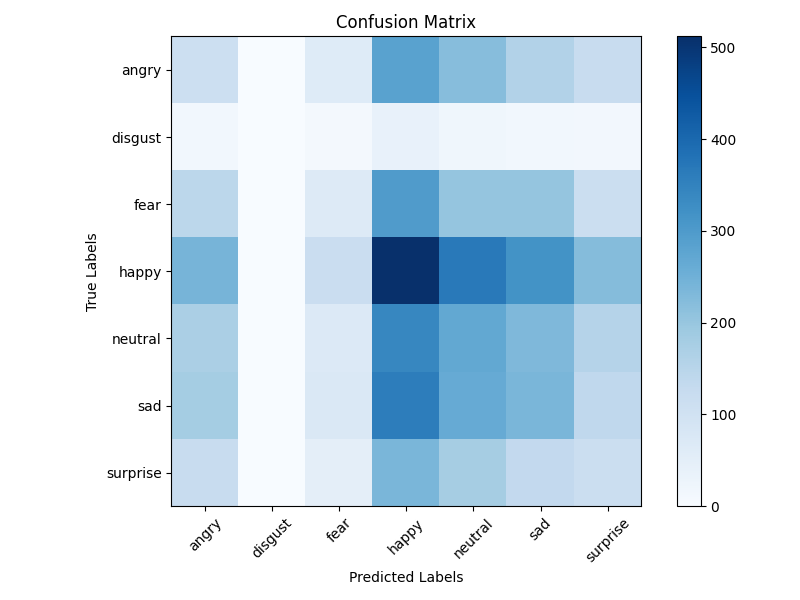 Confusion Matrix
True Labels
angry
disgust
fear
happy
neutral
sad
surprise
angry
disgust
fear
happy
neutral
sad
surprise
Predicted Labels
500
400
300
200
100
0